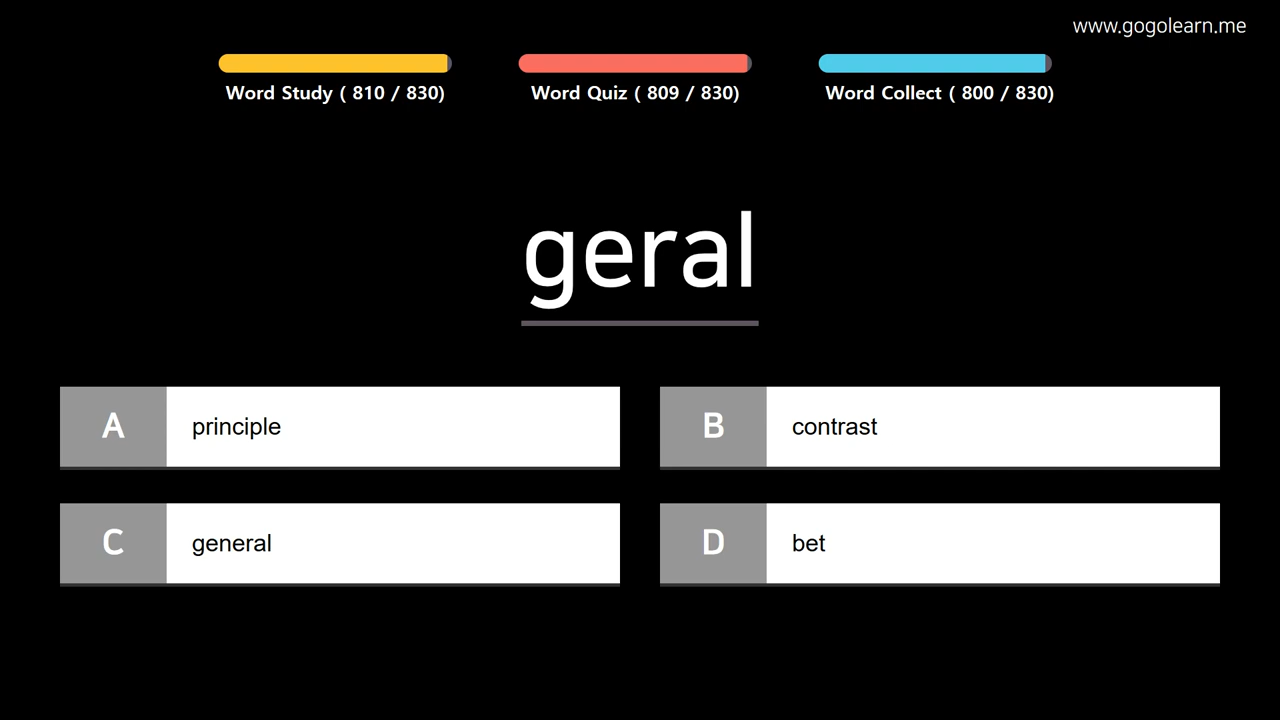 www.gogolearn.me
Word Study ( 810 / 830)
Word Quiz ( 809 / 830)
Word Collect ( 800 / 830)
geral
A principle
B contrast
C general
D bet